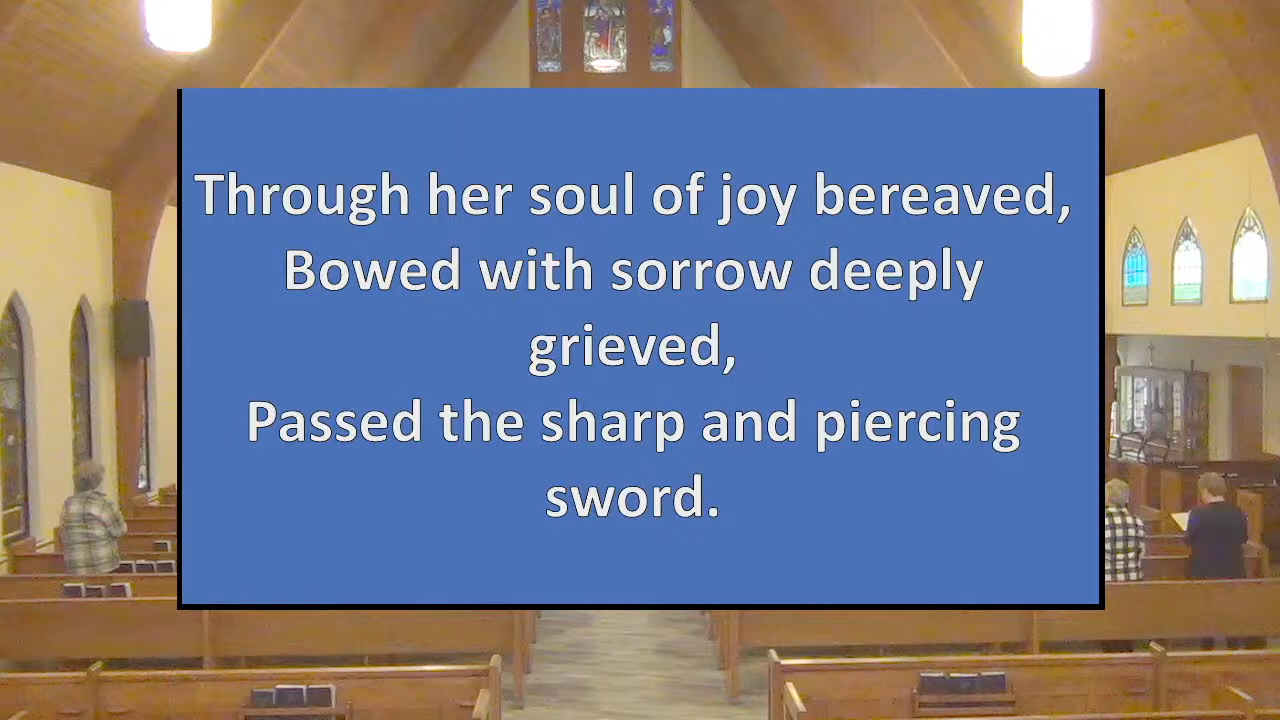 Through her soul of joy bereaved,
Bowed with sorrow deeply
grieved,
Passed the sharp and piercing
sword.